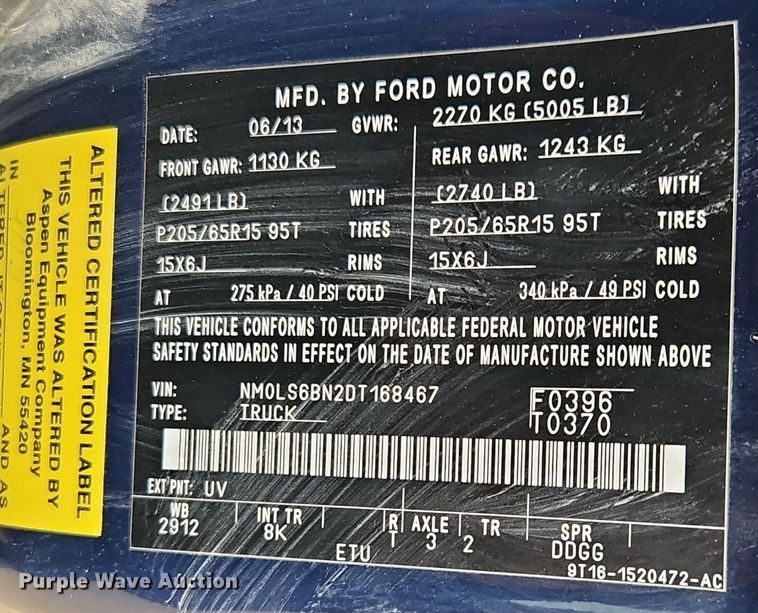 MFD. BY FORD MOTOR CO.
DATE: 06/13 GVWR: 2270 KG (5005 LB)
FRONT GAWR: 1130 KG REAR GAWR: 1243 KG
(2491 LB) WITH (2740 LB) WITH
P205/65R15 95T TIRES P205/65R15 95T TIRES
15X6J RIMS 15X6J RIMS
AT 275 kPa / 40 PSI COLD AT 340 kPa / 49 PSI COLD
THIS VEHICLE CONFORMS TO ALL APPLICABLE FEDERAL MOTOR VEHICLE
SAFETY STANDARDS IN EFFECT ON THE DATE OF MANUFACTURE SHOWN ABOVE
VIN: NM0LS6BN2DT168467 F0396
TYPE: TRUCK T0370
EXT PNT: UV
WB INT TR R AXLE TR SPR
2912 8K T 3 2 DDGG
ETU 9T16-1520472-AC
ALTERED CERTIFICATION LABEL
THIS VEHICLE WAS ALTERED BY
Aspen Equipment Company
Bloomington, MN 55420
IN AND AS
Purple Wave Auction